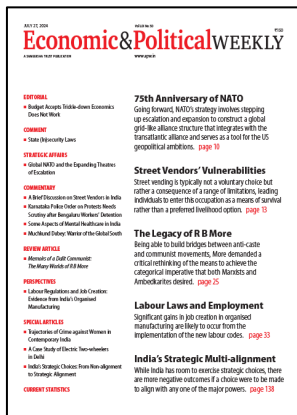 JULY 27, 2024
₹150
Economic&PoliticalWEEKLY
A SAMEEKSHA TRUST PUBLICATION
www.epw.in
EDITORIAL
Budget Accepts Trickle-down Economics
Does Not Work
COMMENT
State (In)security Laws
STRATEGIC AFFAIRS
Global NATO and the Expanding Theatres
of Escalation
COMMENTARY
A Brief Discussion on Street Vendors in India
Karnataka Police Order on Protests Needs
Scrutiny after Bengaluru Workers' Detention
Some Aspects of Mental Healthcare in India
Muchkund Dubey: Warrior of the Global South
REVIEW ARTICLE
Memoirs of a Dalit Communist:
The Many Worlds of R B More
PERSPECTIVES
Labour Regulations and Job Creation:
Evidence from India's Organised
Manufacturing
SPECIAL ARTICLES
Trajectories of Crime against Women in
Contemporary India
A Case Study of Electric Two-wheelers
in Delhi
India's Strategic Choices: From Non-alignment
to Strategic Alignment
CURRENT STATISTICS
75th Anniversary of NATO
Going forward, NATO's strategy involves stepping
up escalation and expansion to construct a global
grid-like alliance structure that integrates with the
transatlantic alliance and serves as a tool for the US
geopolitical ambitions. page 10
Street Vendors' Vulnerabilities
Street vending is typically not a voluntary choice but
rather a consequence of a range of limitations, leading
individuals to enter this occupation as a means of survival
rather than a preferred livelihood option. page 13
The Legacy of R B More
Being able to build bridges between anti-caste
and communist movements, More demanded a
critical rethinking of the means to achieve the
categorical imperative that both Marxists and
Ambedkarites desired. page 25
Labour Laws and Employment
Significant gains in job creation in organised
manufacturing are likely to occur from the
implementation of the new labour codes. page 33
India's Strategic Multi-alignment
While India has room to exercise strategic choices, there
are more negative outcomes if a choice were to be made
to align with any one of the major powers. page 138